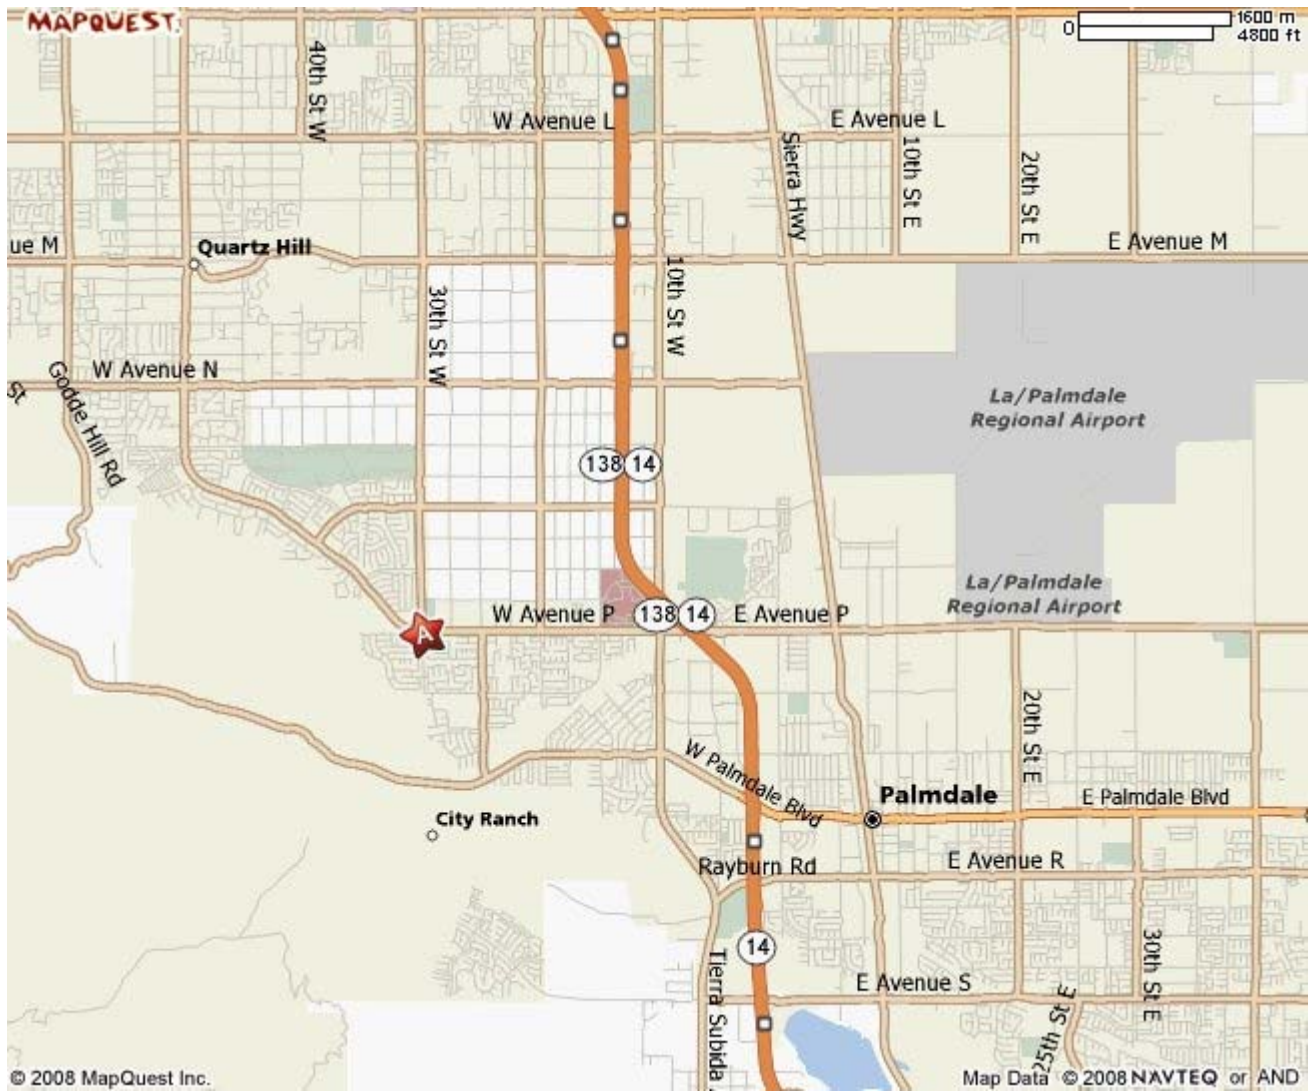 MAPQUEST.
0
1600 m
4800 ft
40th St W
W Avenue L
E Avenue L
Sierra Hwy
10th St E
20th St E
ue M
Quartz Hill
E Avenue M
30th St W
10th St W
W Avenue N
St
Godde Hill Rd
La/Palmdale
Regional Airport
138
14
La/Palmdale
Regional Airport
A
W Avenue P
138
14
E Avenue P
20th St E
W Palmdale Blvd
Palmdale
E Palmdale Blvd
City Ranch
Rayburn Rd
E Avenue R
14
Tierra Subida
E Avenue S
30th St E
25th St E
© 2008 MapQuest Inc.
Map Data © 2008 NAVTEQ or AND